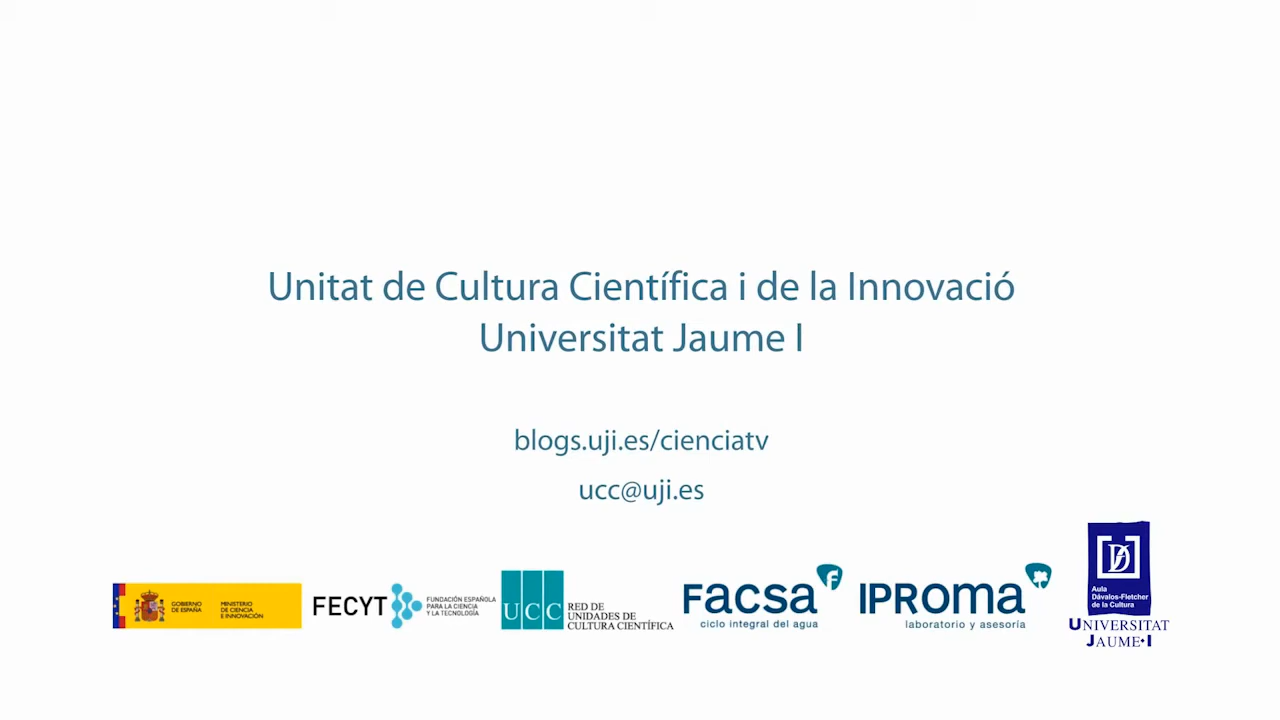 Unitat de Cultura Científica i de la Innovació
Universitat Jaume I
blogs.uji.es/cienciatv
ucc@uji.es
GOBIERNO
DE ESPAÑA
MINISTERIO
DE CIENCIA
E INNOVACIÓN
FECYT
FUNDACIÓN ESPAÑOLA
PARA LA CIENCIA
Y LA TECNOLOGÍA
UCC
RED DE
UNIDADES DE
CULTURA CIENTÍFICA
FACSA
ciclo integral del agua
IPROMA
laboratorio y asesoría
Aula
Dávalos-Fletcher
de la Cultura
UNIVERSITAT
JAUME·I